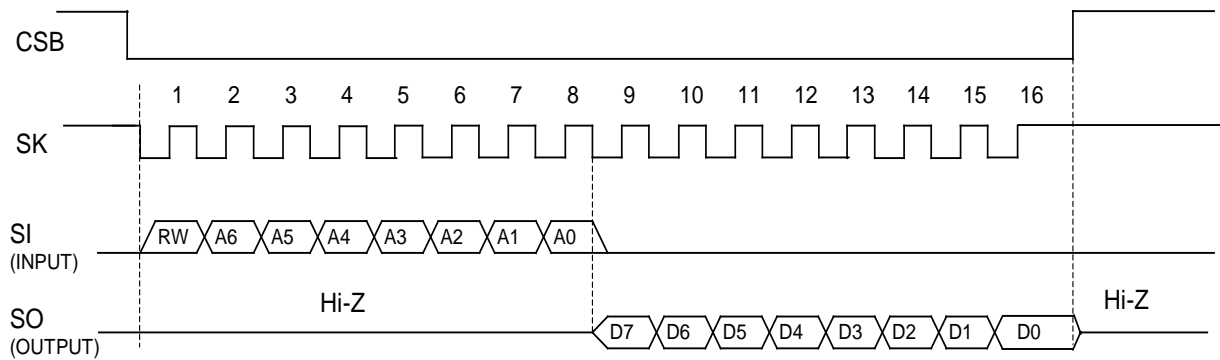 CSB
1 2 3 4 5 6 7 8 9 10 11 12 13 14 15 16
SK
SI
(INPUT)
RW A6 A5 A4 A3 A2 A1 A0
Hi-Z
Hi-Z
SO
(OUTPUT)
D7 D6 D5 D4 D3 D2 D1 D0